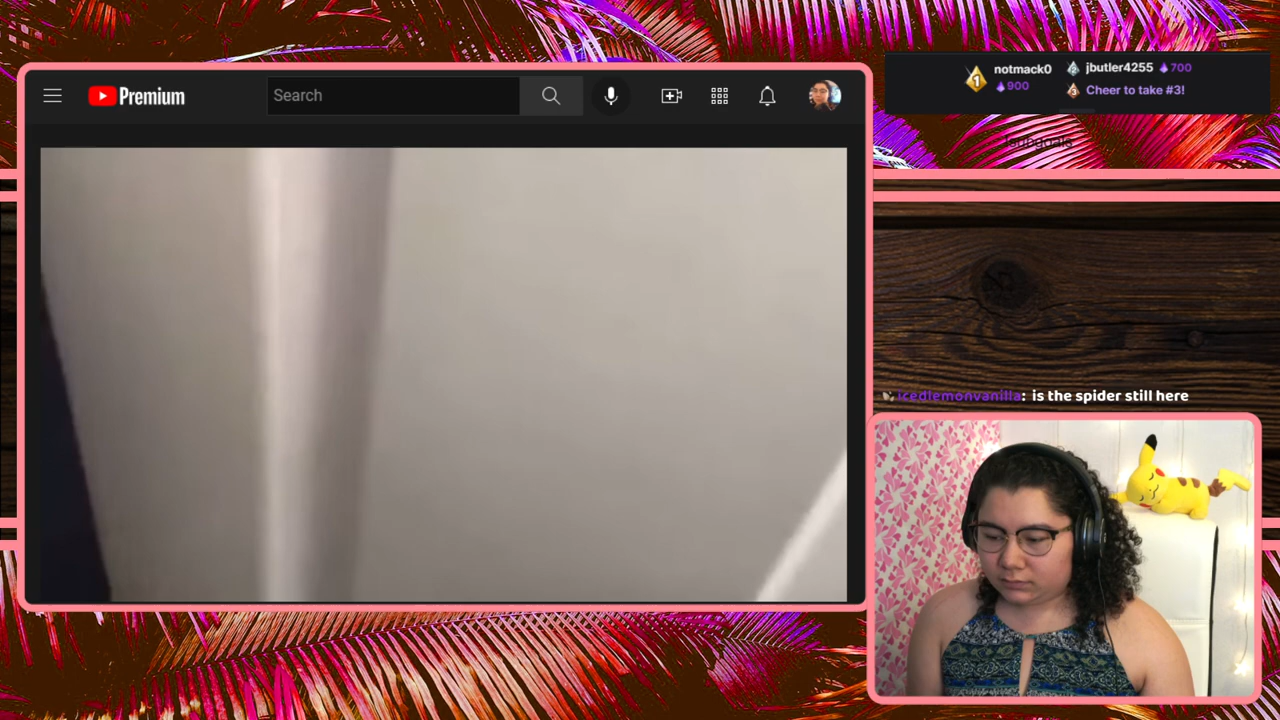 Premium
Search
notmack0
900
jbutler4255 700
Cheer to take #3!
icedlemonvanilla: is the spider still here